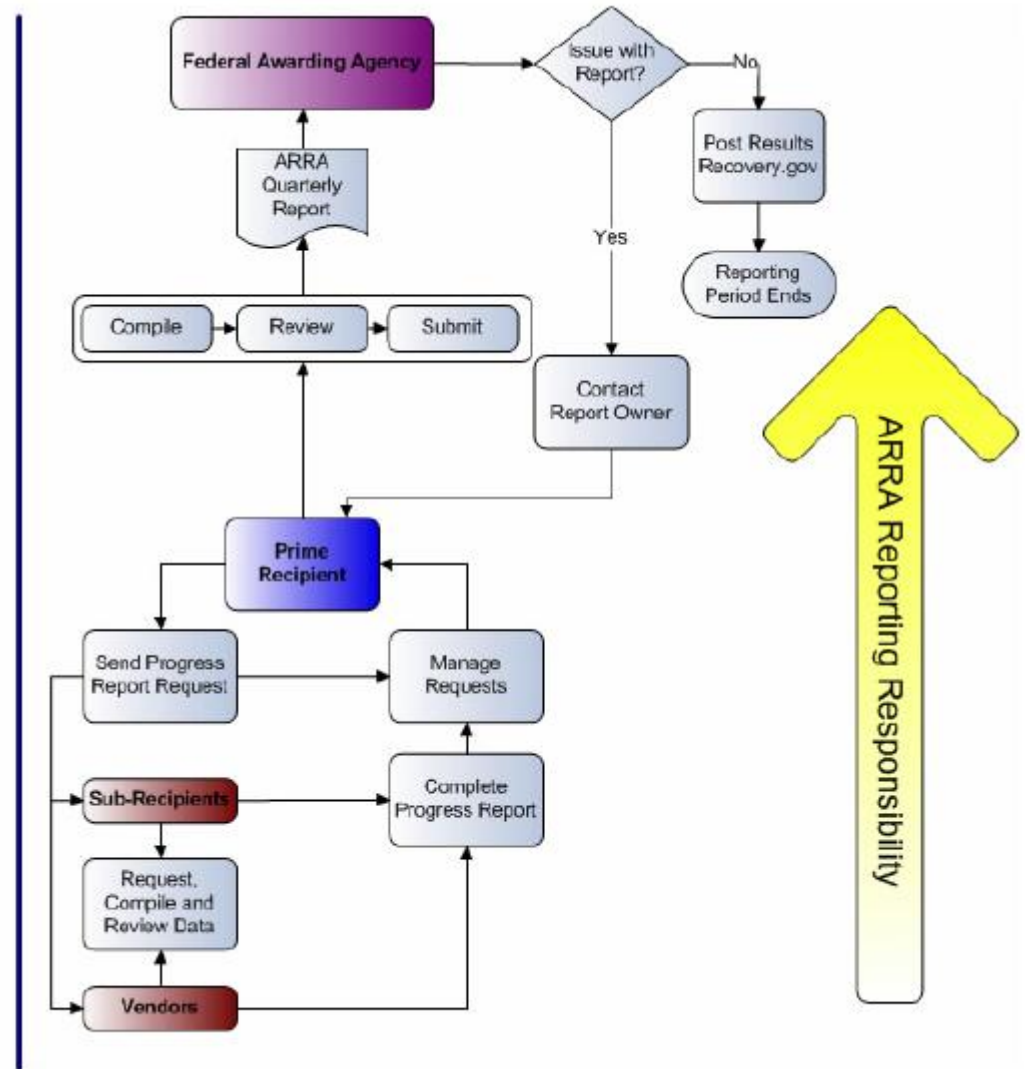 Federal Awarding Agency
Issue with
Report?
No
Post Results
Recovery.gov
Reporting
Period Ends
ARRA
Quarterly
Report
Yes
Compile
Review
Submit
Contact
Report Owner
Prime
Recipient
Send Progress
Report Request
Manage
Requests
Sub-Recipients
Complete
Progress Report
Request,
Compile and
Review Data
Vendors
ARRA Reporting Responsibility